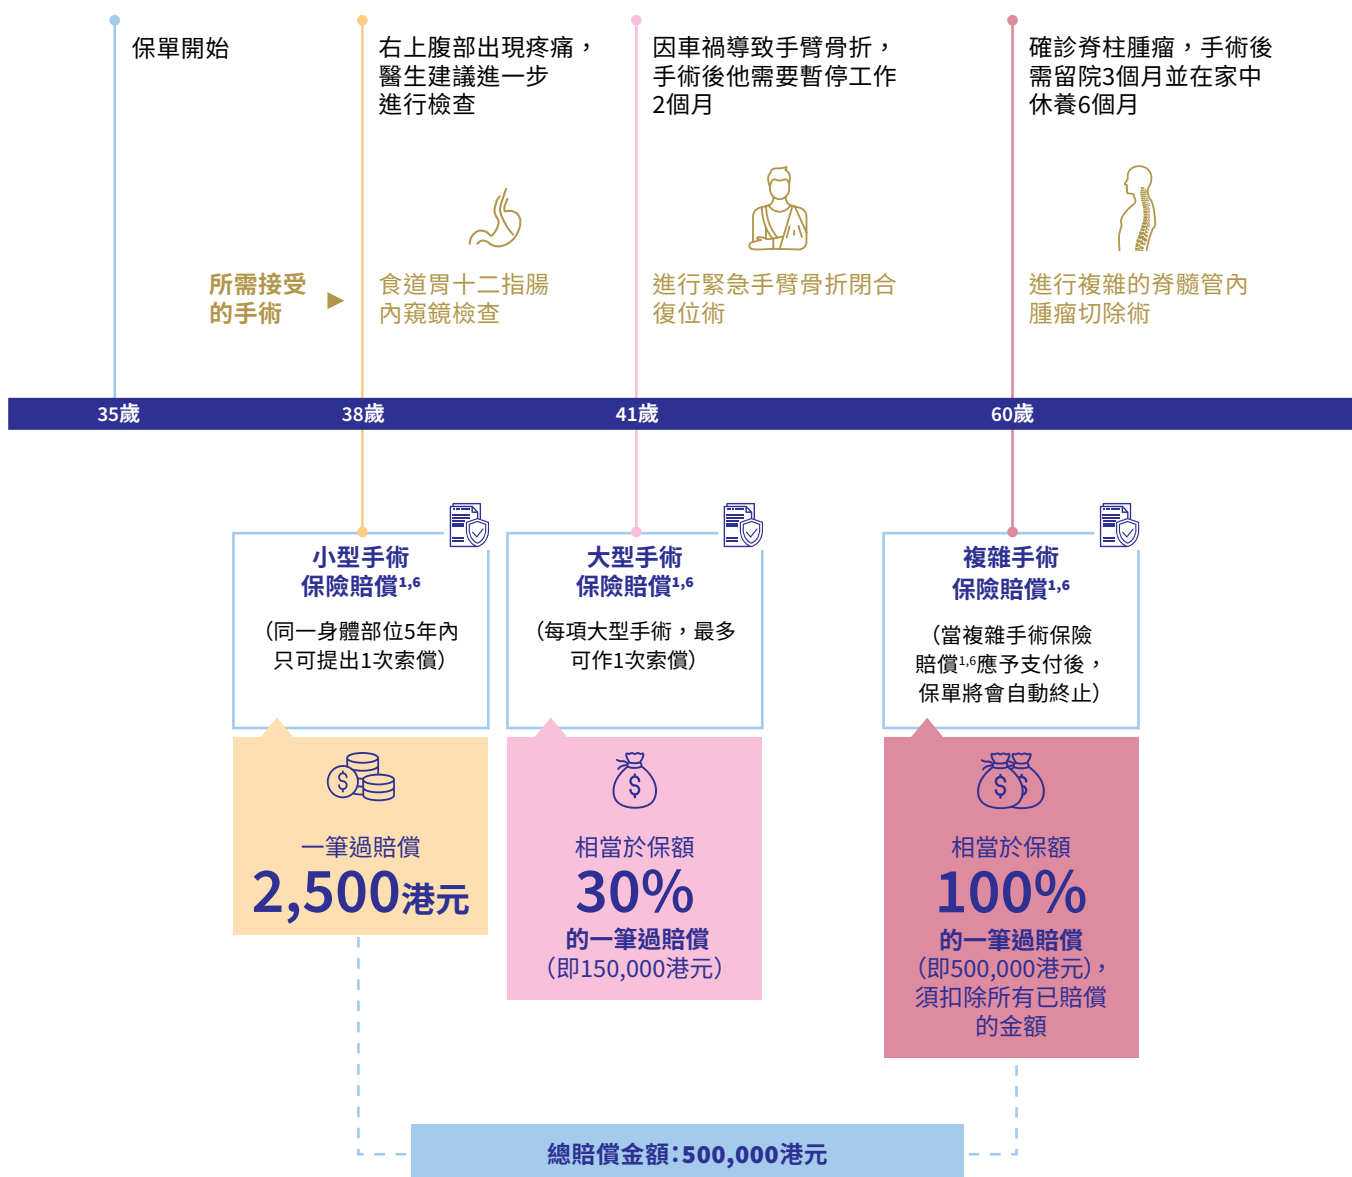 保單開始
右上腹部出現疼痛，
醫生建議進一步
進行檢查
因車禍導致手臂骨折，
手術後他需要暫停工作
2個月
確診脊柱腫瘤，手術後
需留院3個月並在家中
休養6個月
所需接受
的手術
食道胃十二指腸
內窺鏡檢查
進行緊急手臂骨折閉合
復位術
進行複雜的脊髓管內
腫瘤切除術
35歲
38歲
41歲
60歲
小型手術
保險賠償1,6
（同一身體部位5年內
只可提出1次索償）
大型手術
保險賠償1,6
（每項大型手術，最多
可作1次索償）
複雜手術
保險賠償1,6
（當複雜手術保險
賠償1,6應予支付後，
保單將會自動終止）
一筆過賠償
2,500港元
相當於保額
30%
的一筆過賠償
（即150,000港元）
相當於保額
100%
的一筆過賠償
（即500,000港元），
須扣除所有已賠償
的金額
總賠償金額：500,000港元